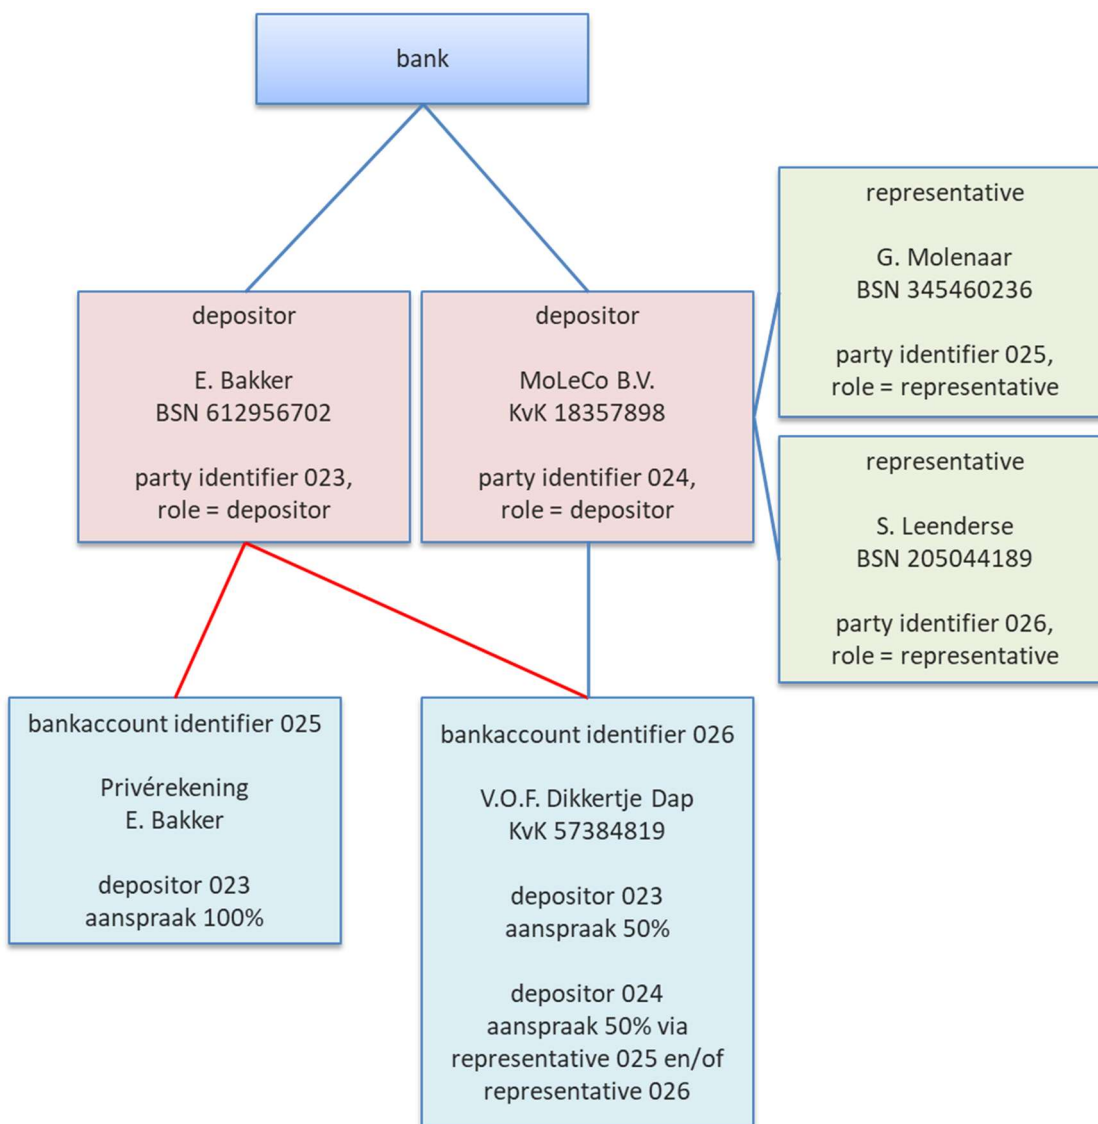 bank
representative
G. Molenaar
BSN 345460236
party identifier 025,
role = representative
depositor
E. Bakker
BSN 612956702
party identifier 023,
role = depositor
depositor
MoLeCo B.V.
KvK 18357898
party identifier 024,
role = depositor
representative
S. Leenderse
BSN 205044189
party identifier 026,
role = representative
bankaccount identifier 025
Privérekening
E. Bakker
depositor 023
aanspraak 100%
bankaccount identifier 026
V.O.F. Dikkertje Dap
KvK 57384819
depositor 023
aanspraak 50%
depositor 024
aanspraak 50% via
representative 025 en/of
representative 026